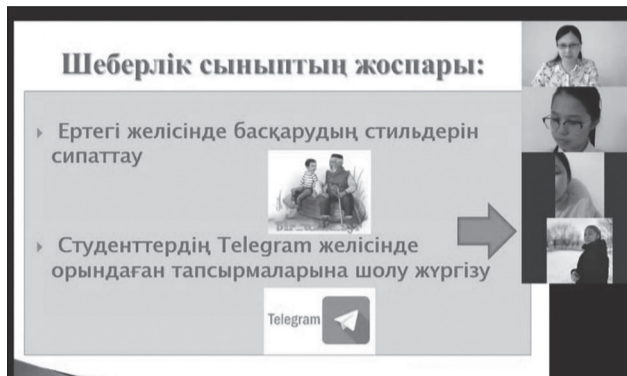 Шеберлік сыныптың жоспары:
Ертегі желісінде басқарудың стильдерін
сипаттау
Студенттердің Telegram желісінде
орындаған тапсырмаларына шолу жүргізу
Telegram